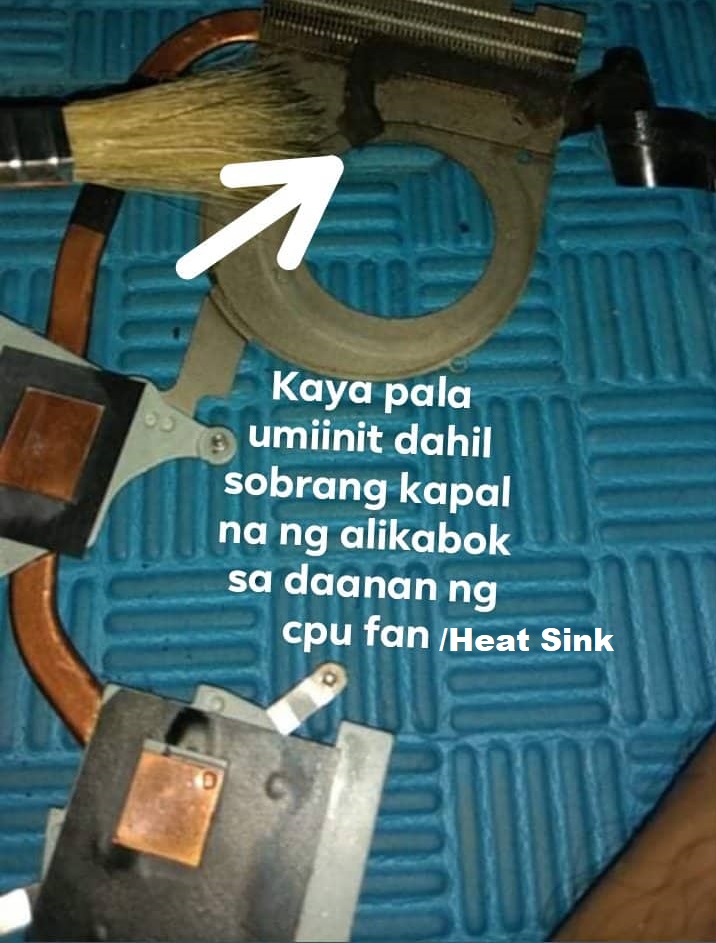 Kaya pala
umiinit dahil
sobrang kapal
na ng alikabok
sa daanan ng
cpu fan /Heat Sink